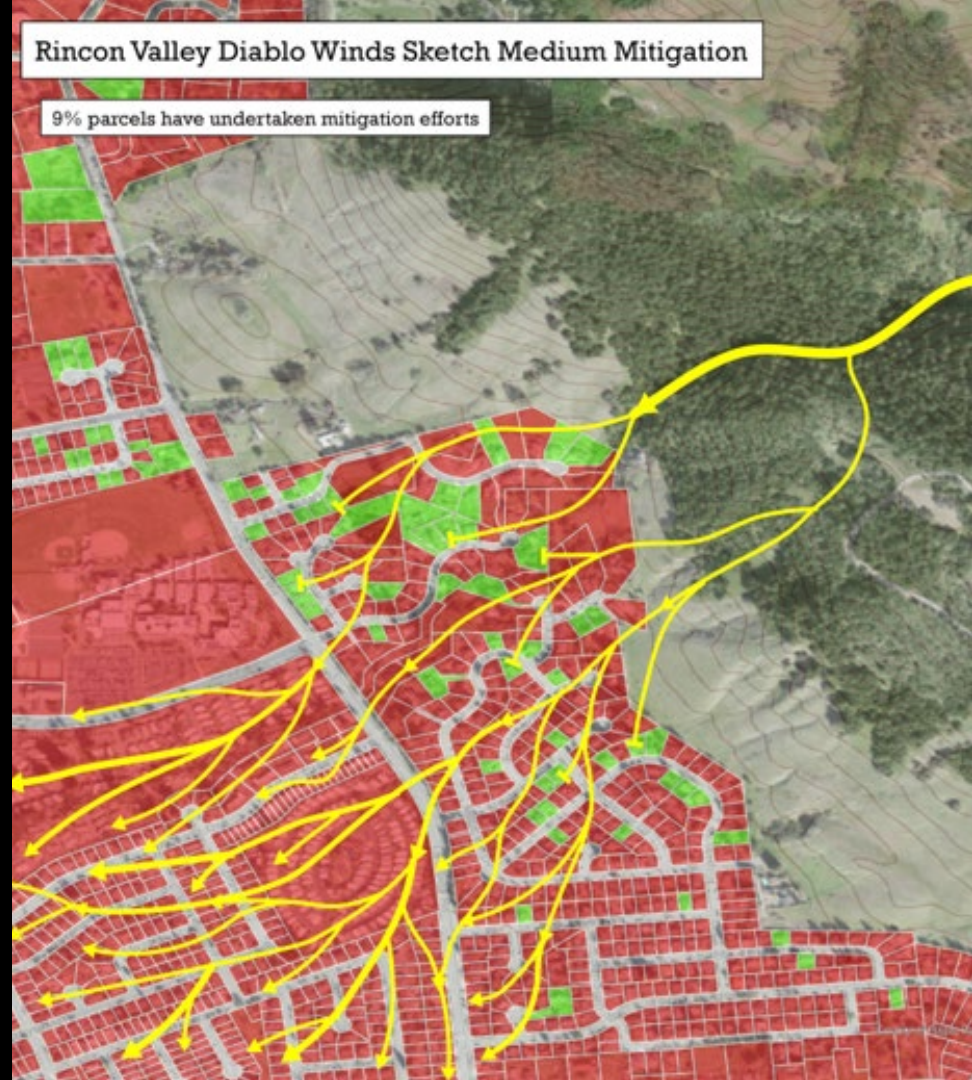 Rincon Valley Diablo Winds Sketch Medium Mitigation
9% parcels have undertaken mitigation efforts